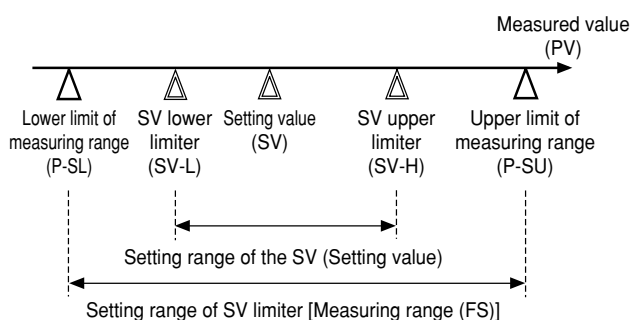 Measured value
(PV)
Lower limit of
measuring range
(P-SL)
SV lower
limiter
(SV-L)
Setting value
(SV)
SV upper
limiter
(SV-H)
Upper limit of
measuring range
(P-SU)
Setting range of the SV (Setting value)
Setting range of SV limiter [Measuring range (FS)]